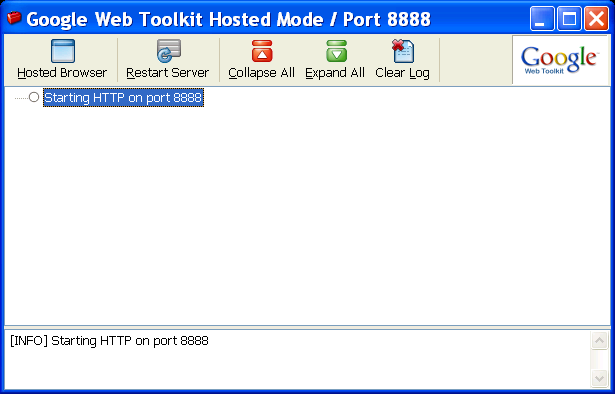 Google Web Toolkit Hosted Mode / Port 8888
Hosted Browser
Restart Server
Collapse All
Expand All
Clear Log
Google
Web Toolkit
Starting HTTP on port 8888
[INFO] Starting HTTP on port 8888